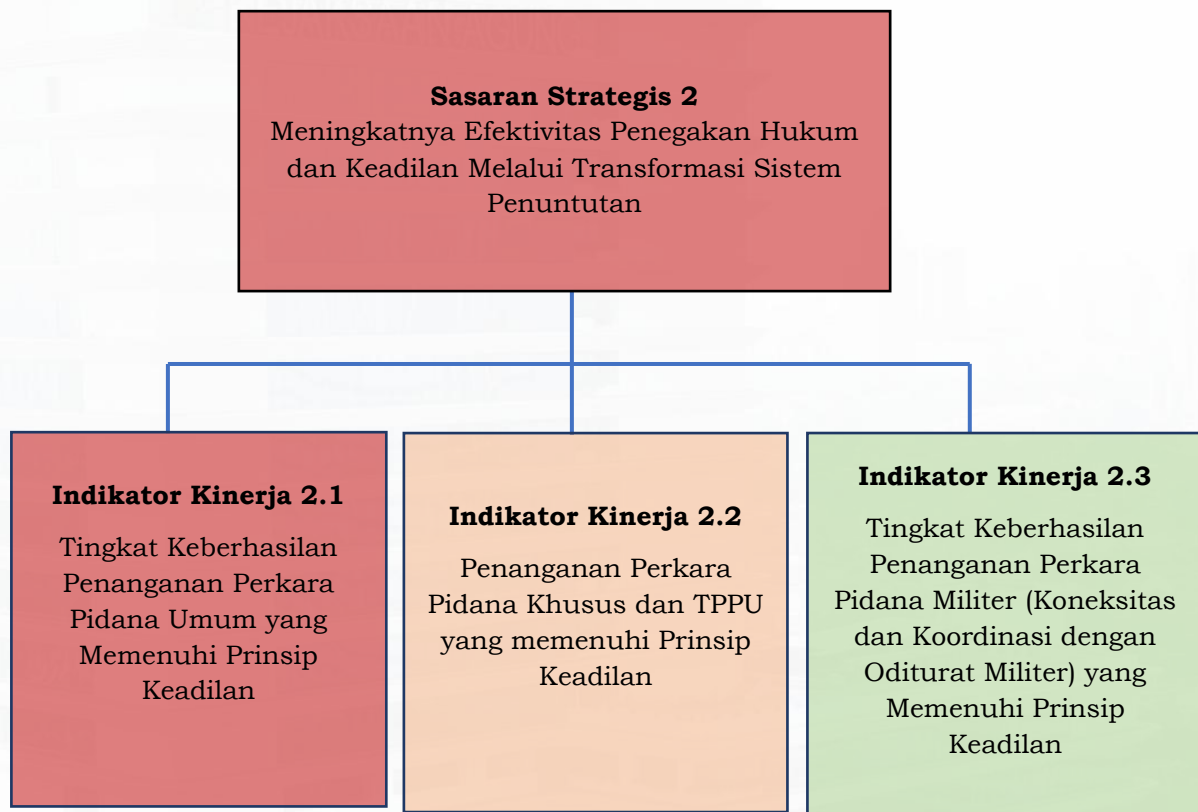 Sasaran Strategis 2
Meningkatnya Efektivitas Penegakan Hukum
dan Keadilan Melalui Transformasi Sistem
Penuntutan
Indikator Kinerja 2.1
Tingkat Keberhasilan
Penanganan Perkara
Pidana Umum yang
Memenuhi Prinsip
Keadilan
Indikator Kinerja 2.2
Penanganan Perkara
Pidana Khusus dan TPPU
yang memenuhi Prinsip
Keadilan
Indikator Kinerja 2.3
Tingkat Keberhasilan
Penanganan Perkara
Pidana Militer (Koneksitas
dan Koordinasi dengan
Oditurat Militer) yang
Memenuhi Prinsip
Keadilan